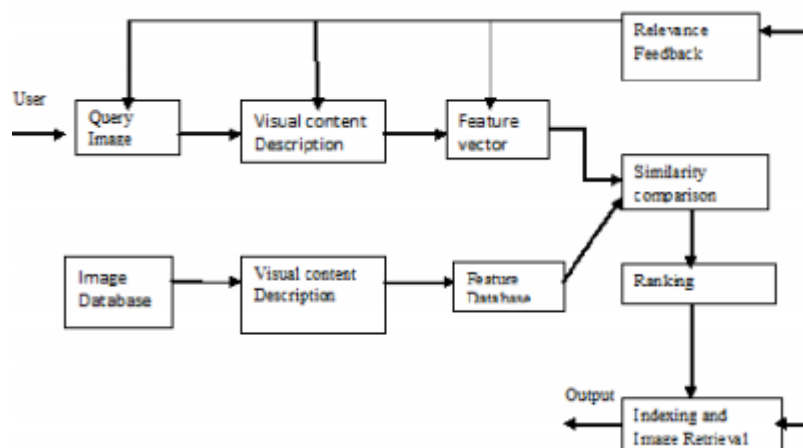 Relevance
Feedback
User
Query
Image
Visual content
Description
Feature
vector
Similarity
comparison
Image
Database
Visual content
Description
Feature
Database
Ranking
Output
Indexing and
Image Retrieval